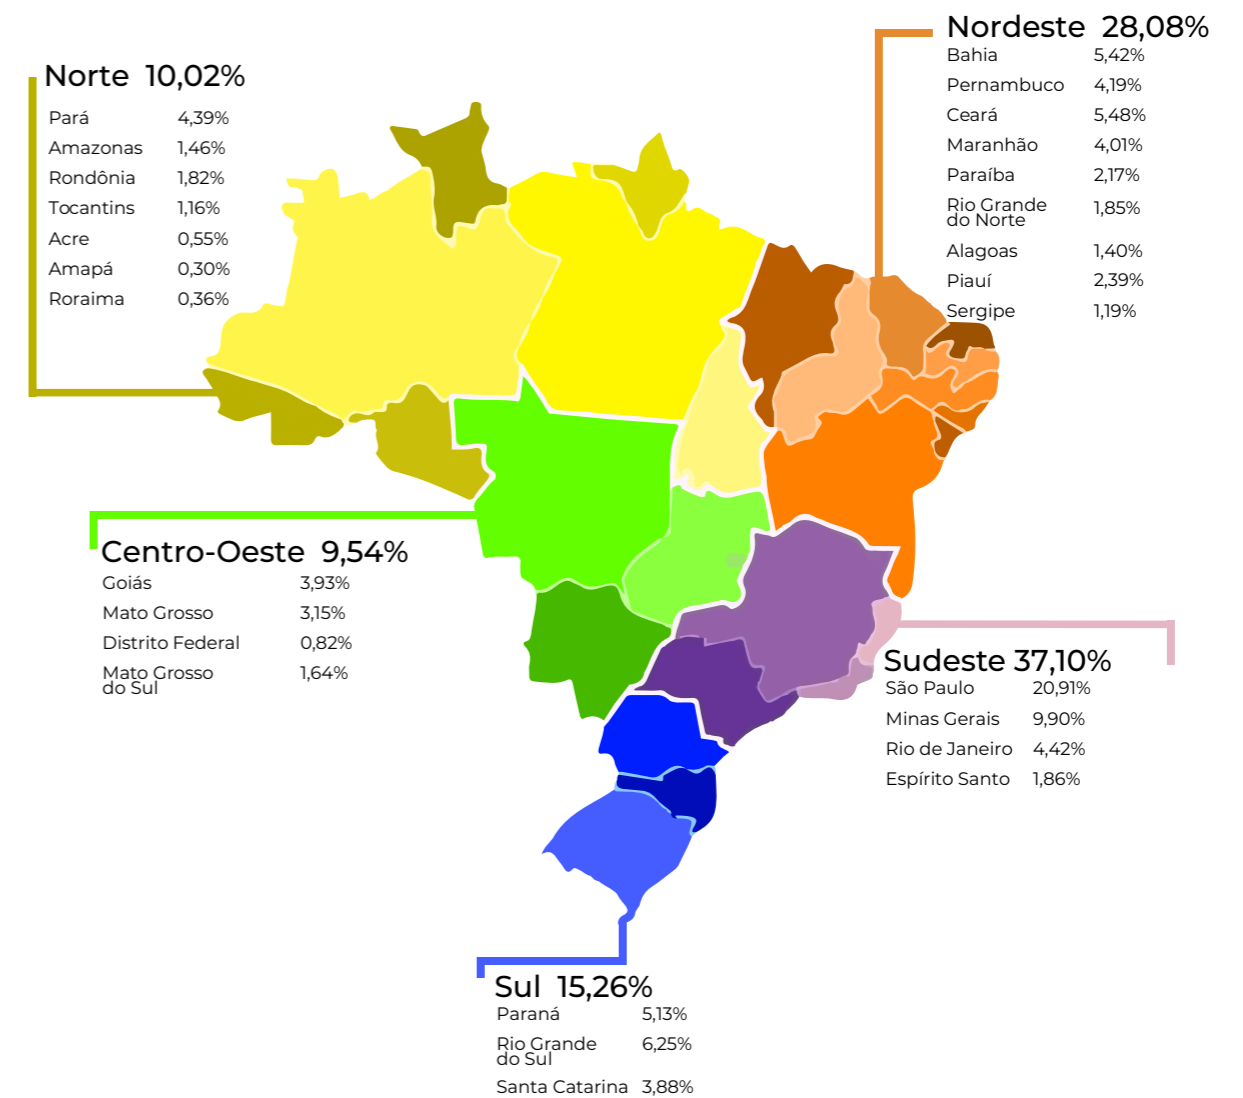 Nordeste 28,08%
Bahia 5,42%
Pernambuco 4,19%
Ceará 5,48%
Maranhão 4,01%
Paraíba 2,17%
Rio Grande
do Norte 1,85%
Alagoas 1,40%
Piauí 2,39%
Sergipe 1,19%
Norte 10,02%
Pará 4,39%
Amazonas 1,46%
Rondônia 1,82%
Tocantins 1,16%
Acre 0,55%
Amapá 0,30%
Roraima 0,36%
Centro-Oeste 9,54%
Goiás 3,93%
Mato Grosso 3,15%
Distrito Federal 0,82%
Mato Grosso
do Sul 1,64%
Sudeste 37,10%
São Paulo 20,91%
Minas Gerais 9,90%
Rio de Janeiro 4,42%
Espírito Santo 1,86%
Sul 15,26%
Paraná 5,13%
Rio Grande
do Sul 6,25%
Santa Catarina 3,88%